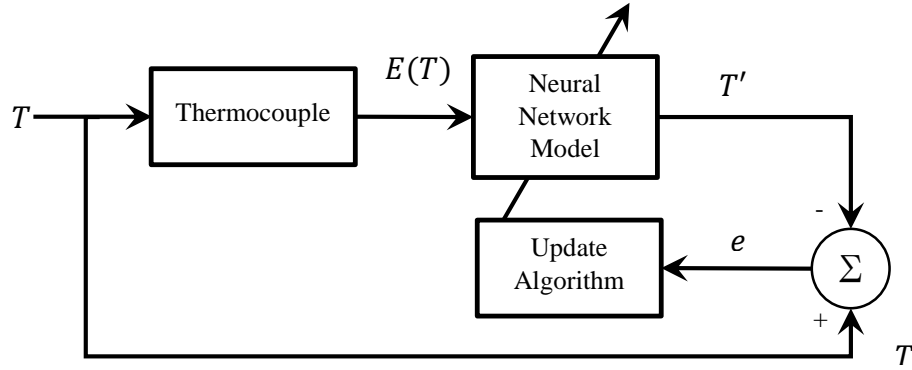 E(T)
T'
T
Thermocouple
Neural
Network
Model
-
Update
Algorithm
e
Σ
+
T